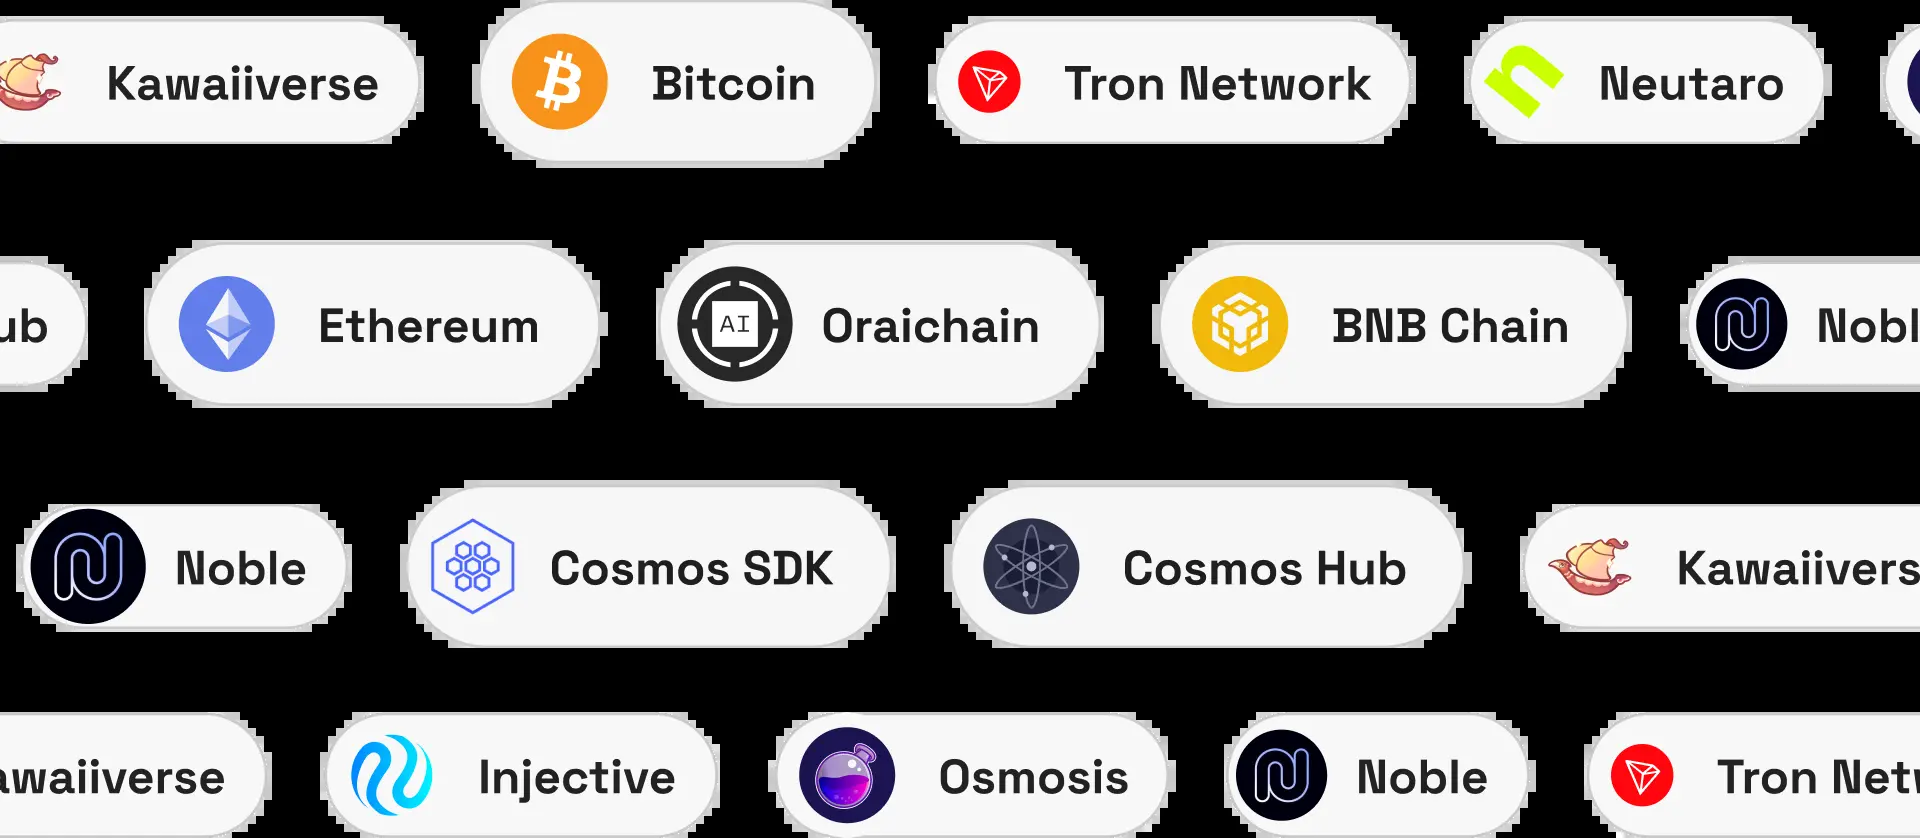 Kawaiiverse Bitcoin Tron Network Neutaro
ub Ethereum AI Oraichain BNB Chain Nobl
Noble Cosmos SDK Cosmos Hub Kawaiivers
awaiiverse Injective Osmosis Noble Tron Netw